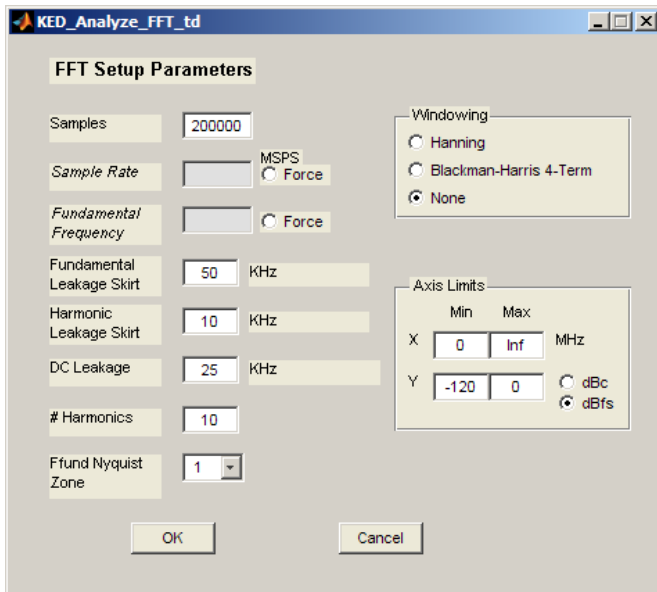 KED_Analyze_FFT_td
FFT Setup Parameters
Samples
200000
Sample Rate
MSPS
Force
Fundamental
Frequency
Force
Fundamental
Leakage Skirt
50
KHz
Harmonic
Leakage Skirt
10
KHz
DC Leakage
25
KHz
# Harmonics
10
Ffund Nyquist
Zone
1
Windowing
Hanning
Blackman-Harris 4-Term
None
Axis Limits
Min Max
X 0 Inf MHz
Y -120 0
dBc
dBfs
OK Cancel